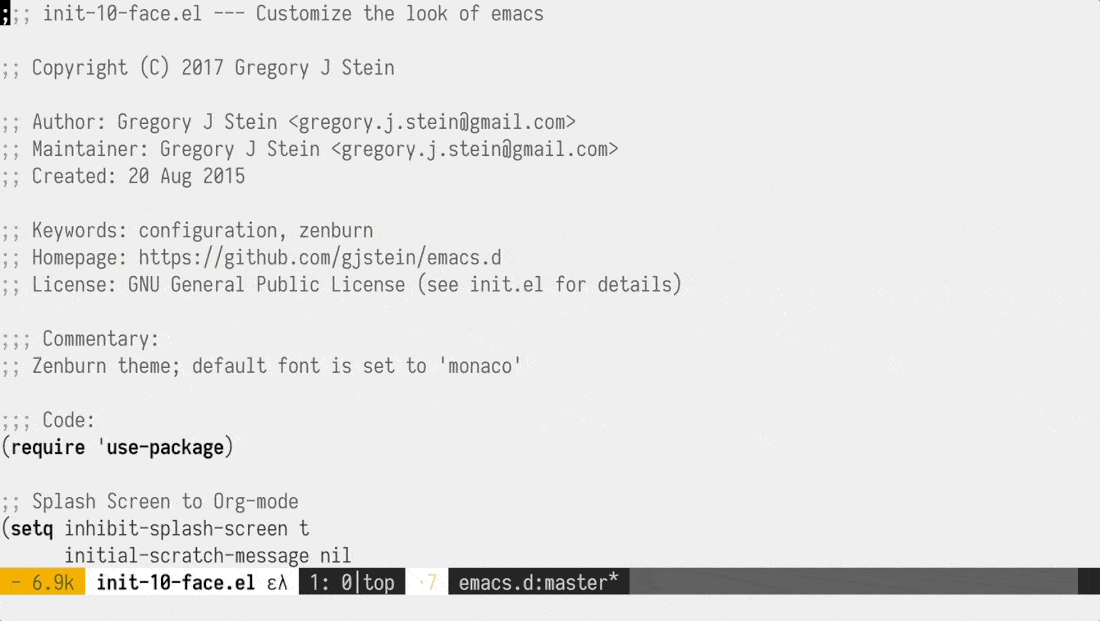 ;;; init-10-face.el --- Customize the look of emacs
;; Copyright (C) 2017 Gregory J Stein
;; Author: Gregory J Stein <gregory.j.stein@gmail.com>
;; Maintainer: Gregory J Stein <gregory.j.stein@gmail.com>
;; Created: 20 Aug 2015
;; Keywords: configuration, zenburn
;; Homepage: https://github.com/gjstein/emacs.d
;; License: GNU General Public License (see init.el for details)
;;; Commentary:
;; Zenburn theme; default font is set to 'monaco'
;;; Code:
(require 'use-package)
;; Splash Screen to Org-mode
(setq inhibit-splash-screen t
      initial-scratch-message nil
- 6.9k init-10-face.el ελ 1: 0|top ·7 emacs.d:master*